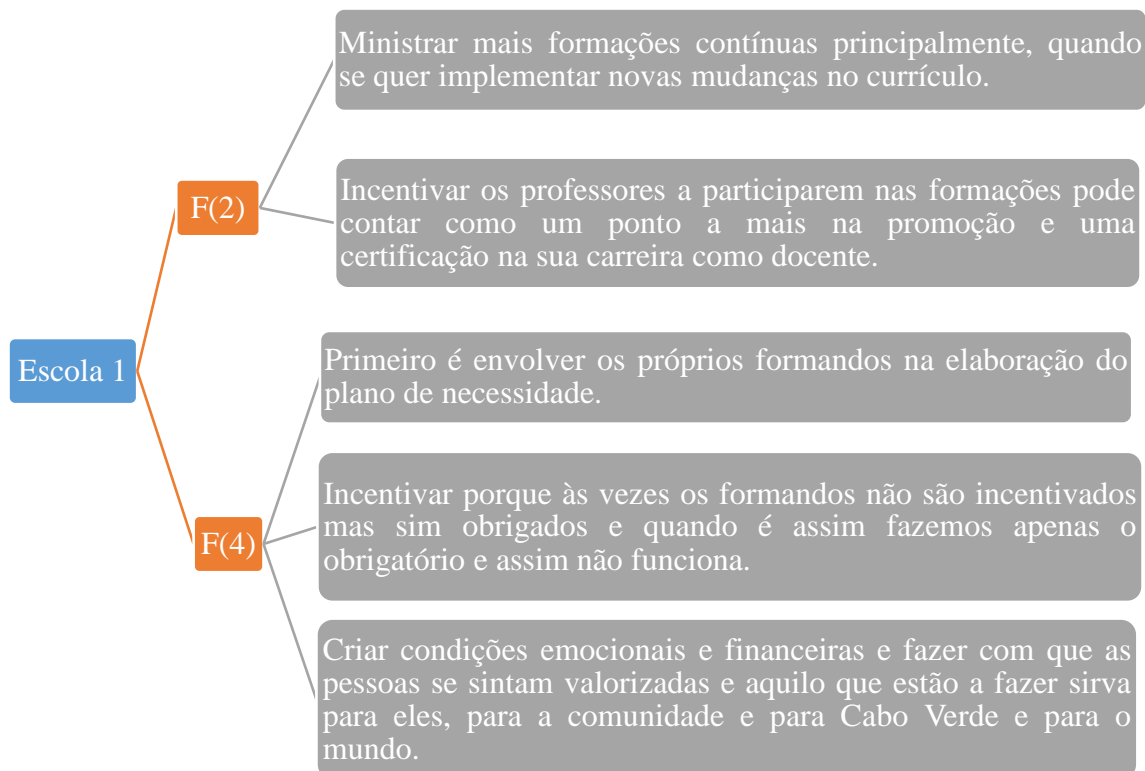 Ministrar mais formações contínuas principalmente, quando
se quer implementar novas mudanças no currículo.
F(2)
Incentivar os professores a participarem nas formações pode
contar como um ponto a mais na promoção e uma
certificação na sua carreira como docente.
Escola 1
Primeiro é envolver os próprios formandos na elaboração do
plano de necessidade.
Incentivar porque às vezes os formandos não são incentivados
mas sim obrigados e quando é assim fazemos apenas o
obrigatório e assim não funciona.
F(4)
Criar condições emocionais e financeiras e fazer com que as
pessoas se sintam valorizadas e aquilo que estão a fazer sirva
para eles, para a comunidade e para Cabo Verde e para o
mundo.